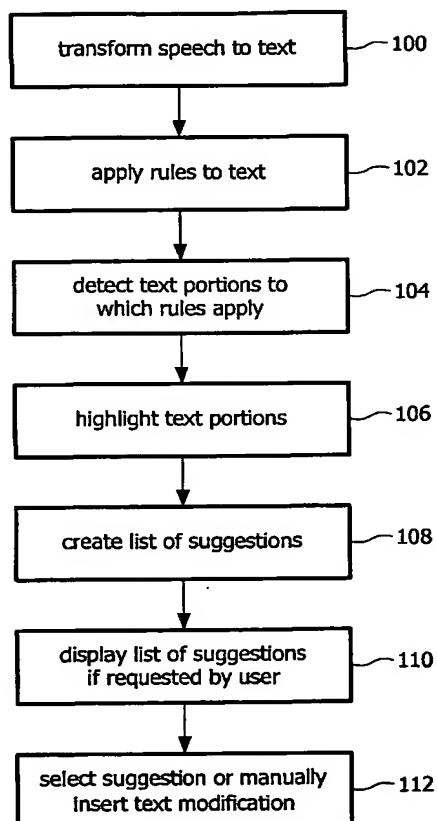 transform speech to text
100
apply rules to text
102
detect text portions to
which rules apply
104
highlight text portions
106
create list of suggestions
108
display list of suggestions
if requested by user
110
select suggestion or manually
insert text modification
112